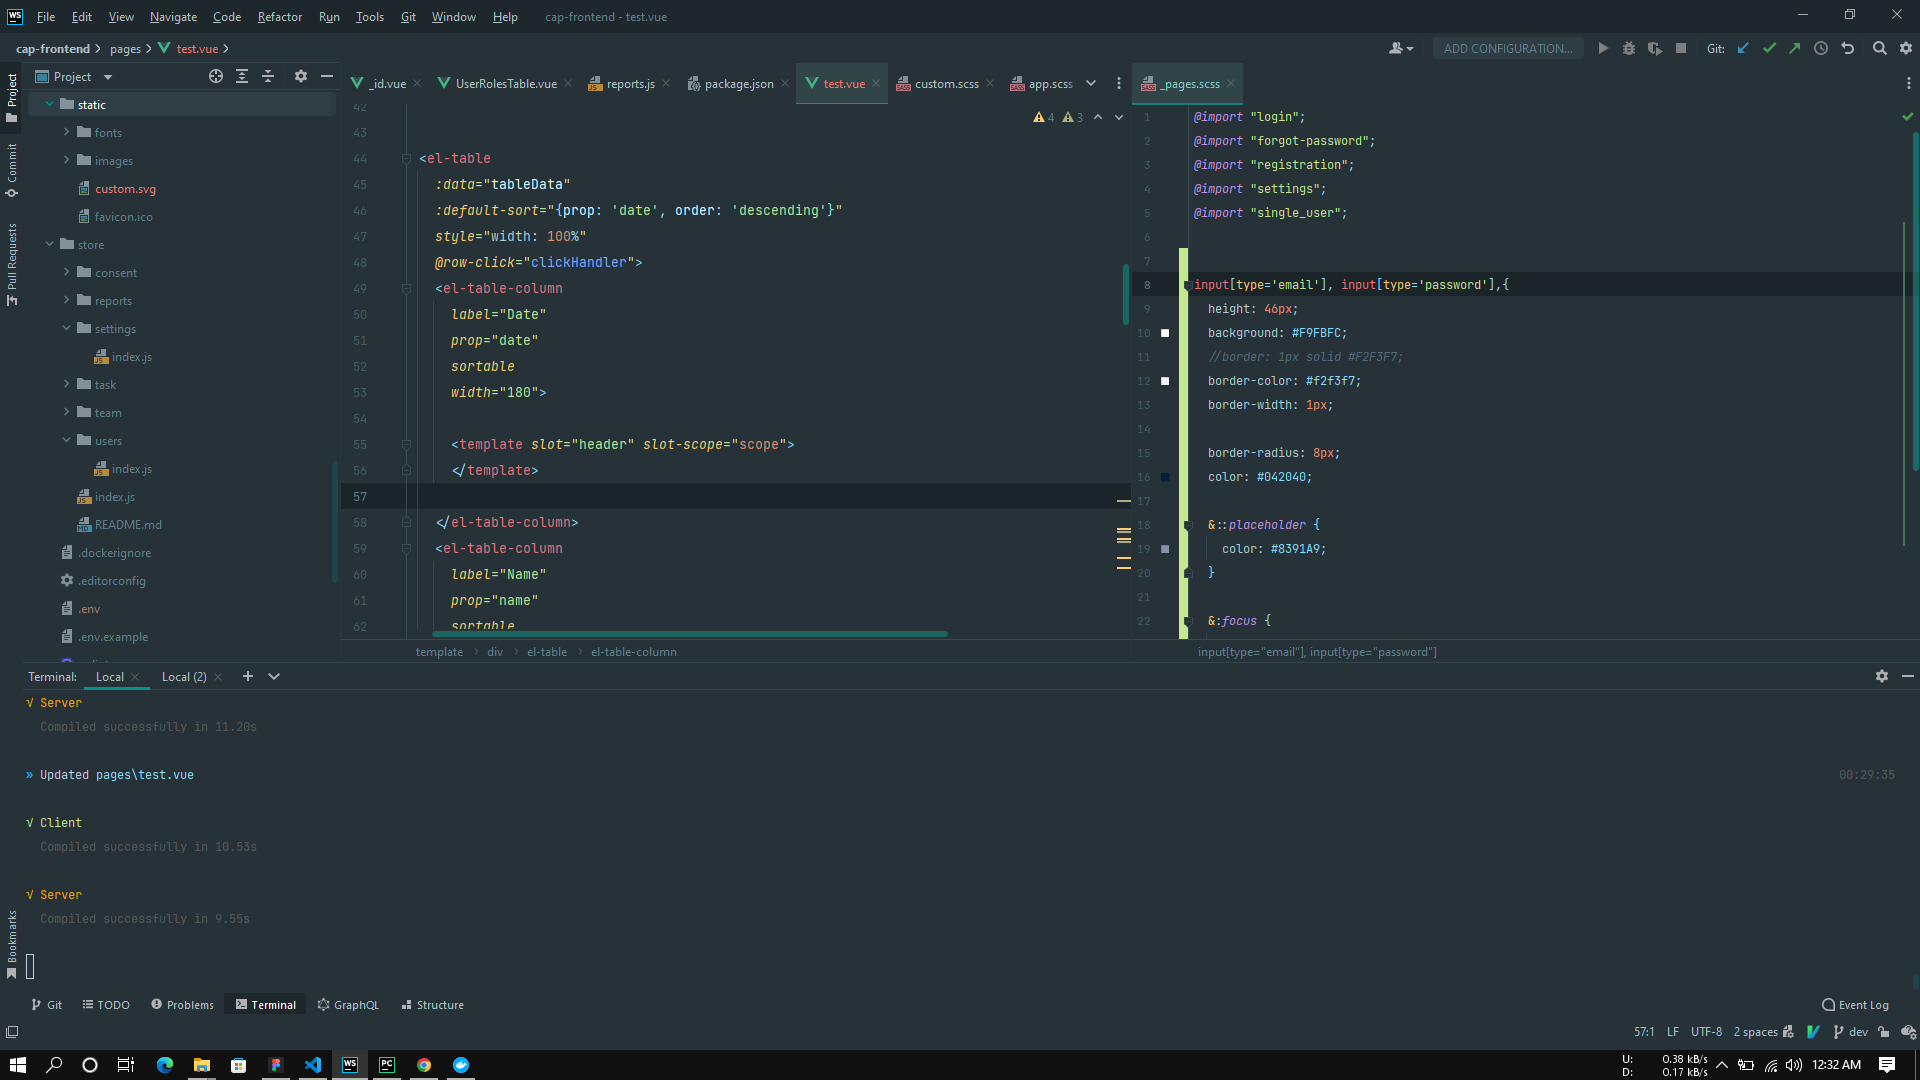 WS File Edit View Navigate Code Refactor Run Tools Git Window Help cap-frontend - test.vue
cap-frontend pages test.vue ADD CONFIGURATION... Git:
Project
Commit
Pull Requests
Bookmarks
Project
static
fonts
images
custom.svg
favicon.ico
store
consent
reports
settings
index.js
task
team
users
index.js
index.js
README.md
.dockerignore
.editorconfig
.env
.env.example
_id.vue UserRolesTable.vue reports.js package.json test.vue custom.scss app.scss
4 3
42
43
44 <el-table
45 :data="tableData"
46 :default-sort="{prop: 'date', order: 'descending'}"
47 style="width: 100%"
48 @row-click="clickHandler">
49 <el-table-column
50 label="Date"
51 prop="date"
52 sortable
53 width="180">
54
55 <template slot="header" slot-scope="scope">
56 </template>
57
58 </el-table-column>
59 <el-table-column
60 label="Name"
61 prop="name"
62 sortable
template div el-table el-table-column
_pages.scss
1 @import "login";
2 @import "forgot-password";
3 @import "registration";
4 @import "settings";
5 @import "single_user";
6
7
8 input[type='email'], input[type='password'],{
9 height: 46px;
10 background: #F9FBFC;
11 //border: 1px solid #F2F3F7;
12 border-color: #f2f3f7;
13 border-width: 1px;
14
15 border-radius: 8px;
16 color: #042040;
17
18 &::placeholder {
19 color: #8391A9;
20 }
21
22 &:focus {
input[type="email"], input[type="password"]
Terminal: Local Local (2)
√ Server
Compiled successfully in 11.20s
» Updated pages\test.vue 00:29:35
√ Client
Compiled successfully in 10.53s
√ Server
Compiled successfully in 9.55s
Git TODO Problems Terminal GraphQL Structure Event Log
57:1 LF UTF-8 2 spaces dev
WS PC U: 0.38 kB/s
D: 0.17 kB/s 12:32 AM